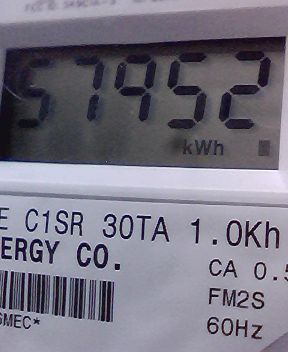 57952
kWh
E C1SR 30TA 1.0Kh
ERGY CO.
CA 0.5
FM2S
60Hz
SMEC*